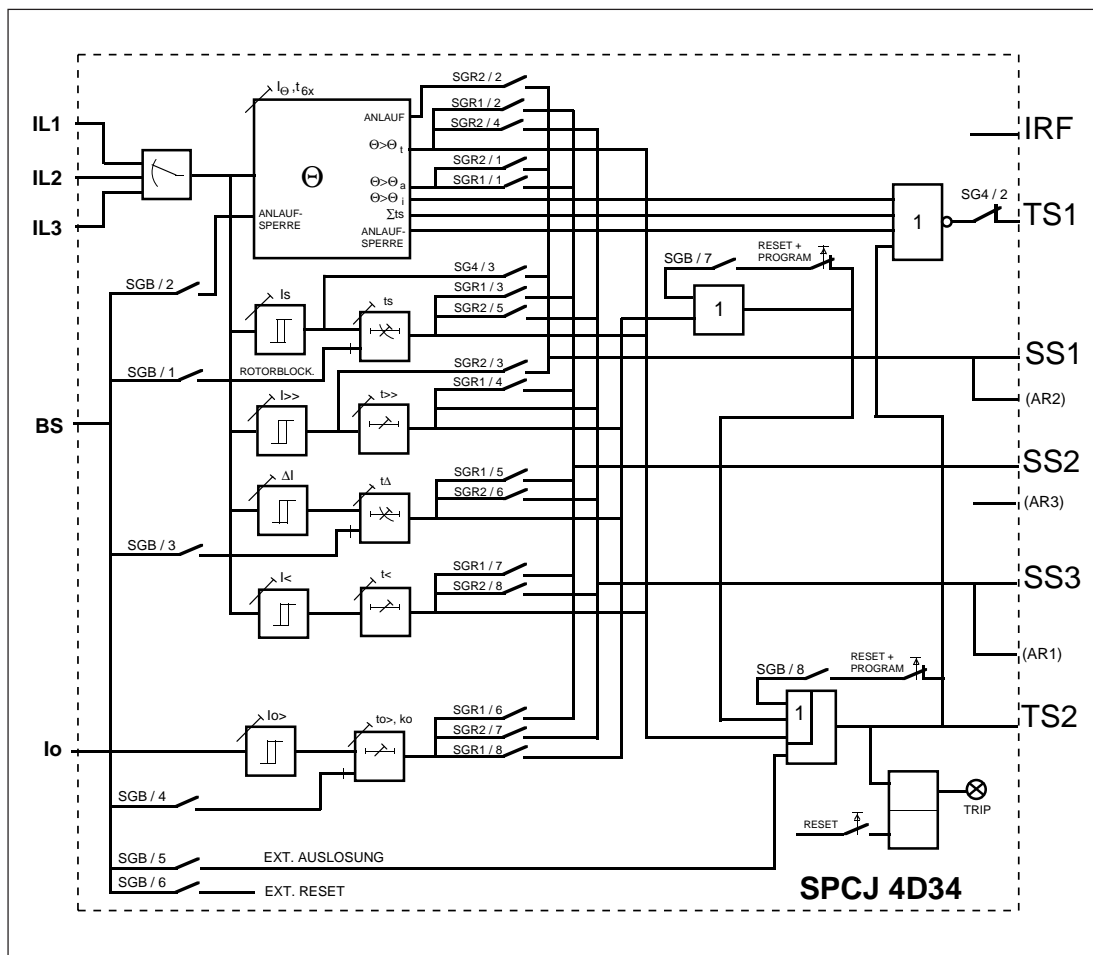 SGR2 / 2
IΘ ,t6x
SGR1 / 2
ANLAUF
SGR2 / 4
IL1
IRF
Θ>Θt
SGR2 / 1
IL2
Θ
Θ>Θa
SGR1 / 1
Θ>Θi
SG4 / 2
TS1
IL3
ANLAUF-
SPERRE
Σts
ANLAUF-
SPERRE
1
RESET +
PROGRAM
SGB / 7
SG4 / 3
SGB / 2
Is
ts
SGR1 / 3
SGR2 / 5
1
SS1
SGR2 / 3
SGB / 1
ROTORBLOCK.
SGR1 / 4
I>>
t>>
(AR2)
BS
SS2
ΔI
tΔ
SGR1 / 5
SGR2 / 6
(AR3)
SGB / 3
SGR1 / 7
I<
t<
SGR2 / 8
SS3
(AR1)
SGB / 8
RESET +
PROGRAM
Io>
to>, ko
SGR1 / 6
1
TS2
SGR2 / 7
Io
SGR1 / 8
SGB / 4
TRIP
RESET
SGB / 5
EXT. AUSLOSUNG
SGB / 6
EXT. RESET
SPCJ 4D34